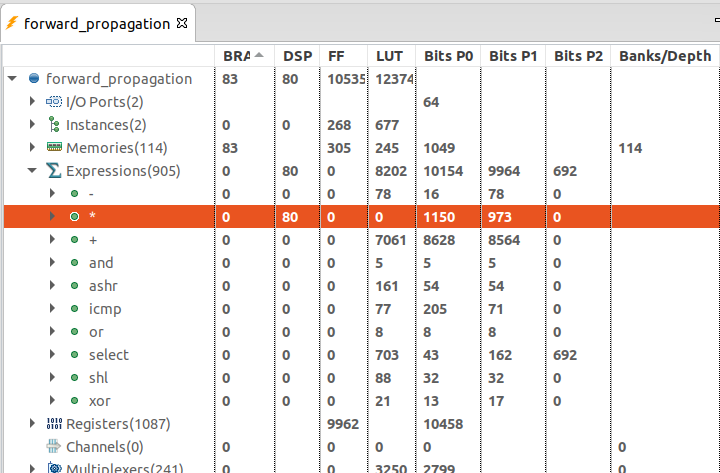 forward_propagation
BRA DSP FF LUT Bits P0 Bits P1 Bits P2 Banks/Depth
forward_propagation 83 80 10535 12374
I/O Ports(2) 64
Instances(2) 0 0 268 677
Memories(114) 83 305 245 1049 114
Expressions(905) 0 80 0 8202 10154 9964 692
- 0 0 0 78 16 78 0
* 0 80 0 0 1150 973 0
+ 0 0 0 7061 8628 8564 0
and 0 0 0 5 5 5 0
ashr 0 0 0 161 54 54 0
icmp 0 0 0 77 205 71 0
or 0 0 0 8 8 8 0
select 0 0 0 703 43 162 692
shl 0 0 0 88 32 32 0
xor 0 0 0 21 13 17 0
Registers(1087) 9962 10458
Channels(0) 0 0 0 0 0 0
Multiplexers(241) 0 0 3250 2799 0